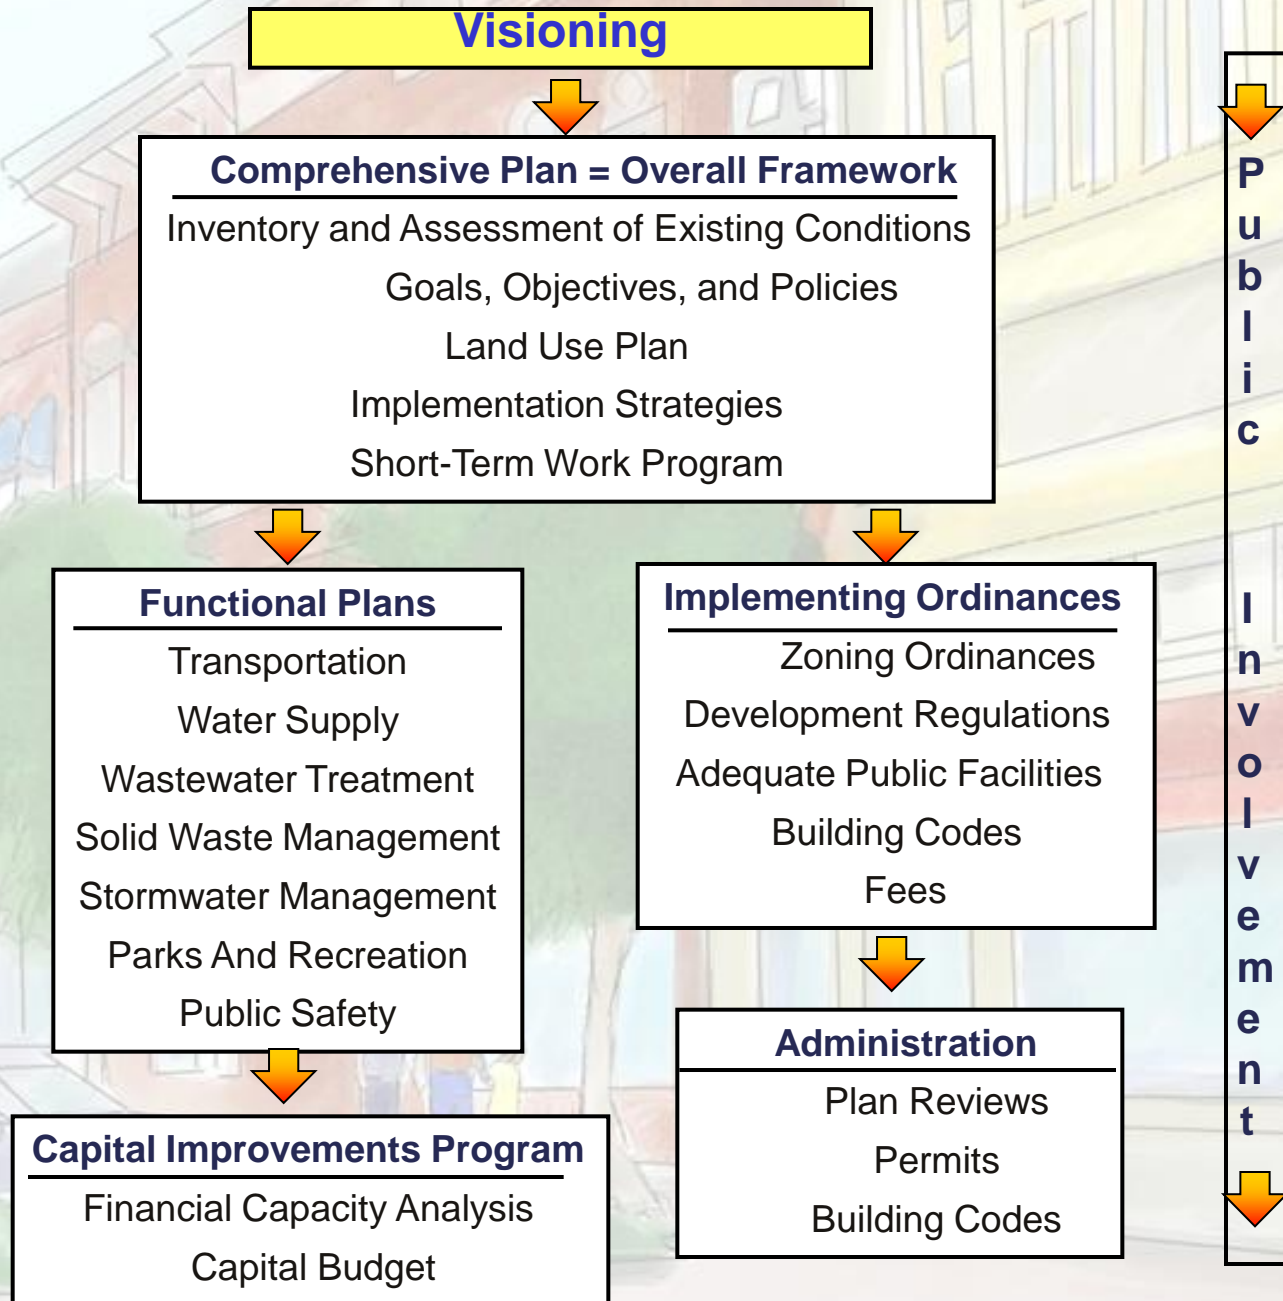 Visioning
Comprehensive Plan = Overall Framework
Inventory and Assessment of Existing Conditions
Goals, Objectives, and Policies
Land Use Plan
Implementation Strategies
Short-Term Work Program
Functional Plans
Transportation
Water Supply
Wastewater Treatment
Solid Waste Management
Stormwater Management
Parks And Recreation
Public Safety
Capital Improvements Program
Financial Capacity Analysis
Capital Budget
Implementing Ordinances
Zoning Ordinances
Development Regulations
Adequate Public Facilities
Building Codes
Fees
Administration
Plan Reviews
Permits
Building Codes
Public Involvement